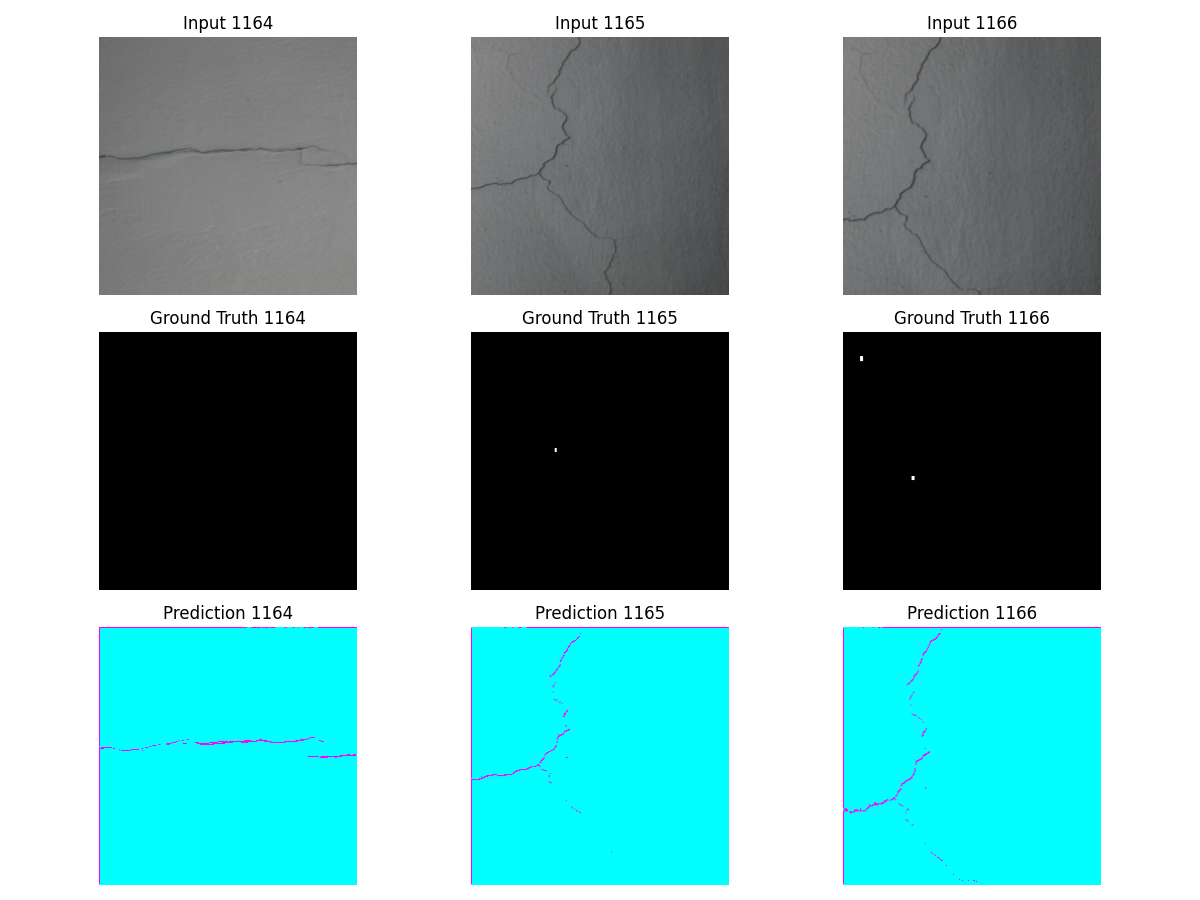 Input 1164
Input 1165
Input 1166
Ground Truth 1164
Ground Truth 1165
Ground Truth 1166
Prediction 1164
Prediction 1165
Prediction 1166